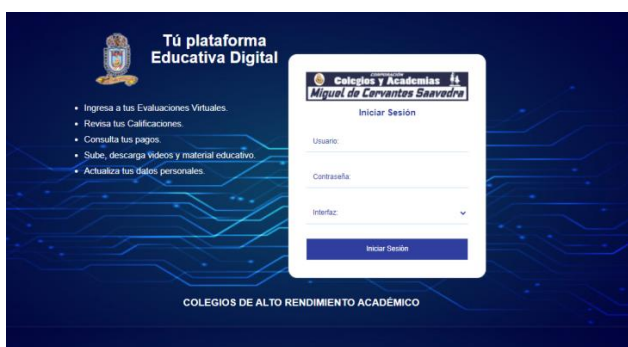 Tú plataforma
Educativa Digital
• Ingresa a tus Evaluaciones Virtuales.
• Revisa tus Calificaciones.
• Consulta tus pagos.
• Sube, descarga videos y material educativo.
• Actualiza tus datos personales.
CORPORACIÓN
Colegios y Academias
Miguel de Cervantes Saavedra
Iniciar Sesión
Usuario:
Contraseña:
Interfaz:
Iniciar Sesión
COLEGIOS DE ALTO RENDIMIENTO ACADÉMICO